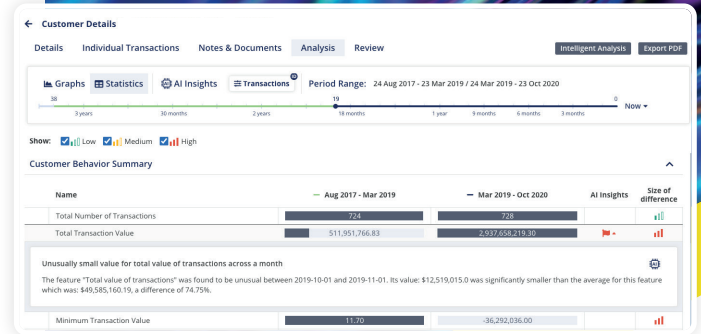 ← Customer Details
Details Individual Transactions Notes & Documents Analysis Review Intelligent Analysis Export PDF
Graphs Statistics AI AI Insights Transactions Period Range: 24 Aug 2017 - 23 Mar 2019 / 24 Mar 2019 - 23 Oct 2020
38 19 0 Now
3 years 30 months 2 years 18 months 1 year 9 months 6 months 3 months
Show: Low Medium High
Customer Behavior Summary
Name Aug 2017 - Mar 2019 Mar 2019 - Oct 2020 AI Insights Size of difference
Total Number of Transactions 724 728
Total Transaction Value 511,951,766.83 2,937,658,219.30
Unusually small value for total value of transactions across a month AI
The feature "Total value of transactions" was found to be unusual between 2019-10-01 and 2019-11-01. Its value: $12,519,015.0 was significantly smaller than the average for this feature
which was: $49,585,160.19, a difference of 74.75%.
Minimum Transaction Value 11.70 -36,292,036.00